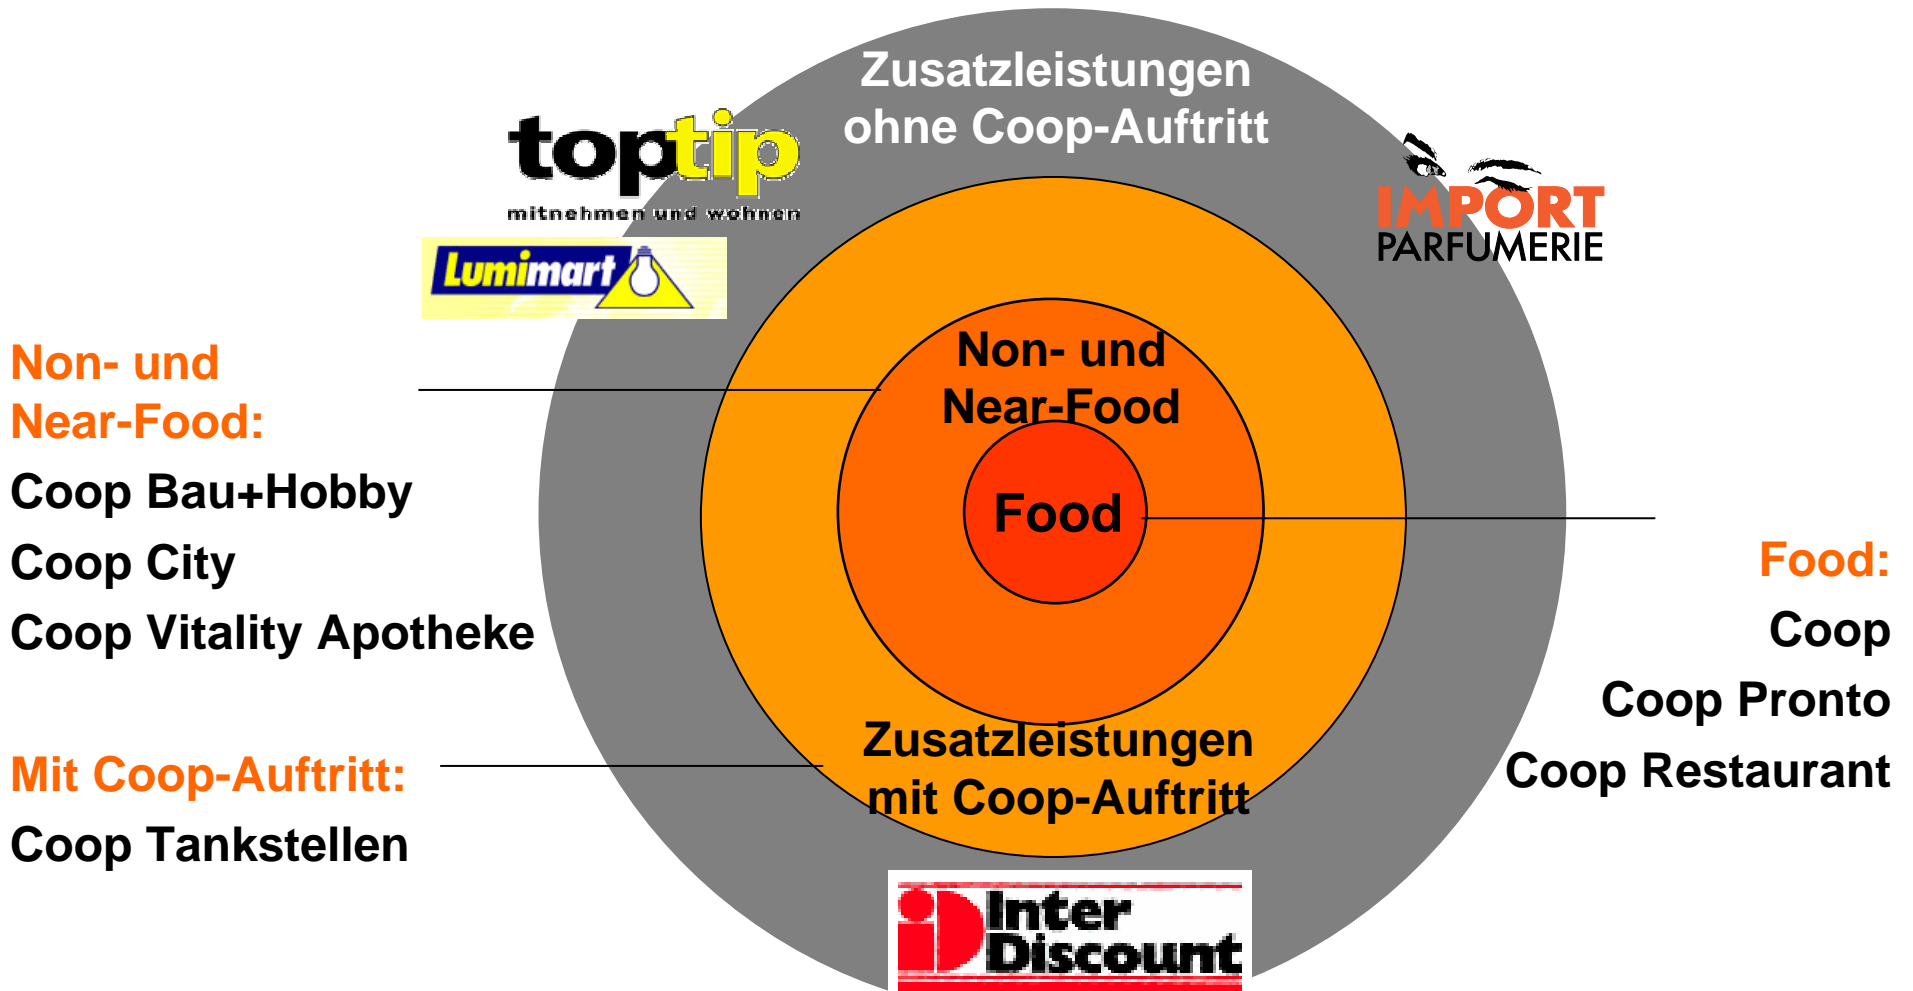 Zusatzleistungen
ohne Coop-Auftritt
toptip
mitnehmen und wohnen
Lumimart
IMPORT
PARFUMERIE
Non- und
Near-Food:
Coop Bau+Hobby
Coop City
Coop Vitality Apotheke
Mit Coop-Auftritt:
Coop Tankstellen
Non- und
Near-Food
Food
Zusatzleistungen
mit Coop-Auftritt
Food:
Coop
Coop Pronto
Coop Restaurant
iD Inter
Discount